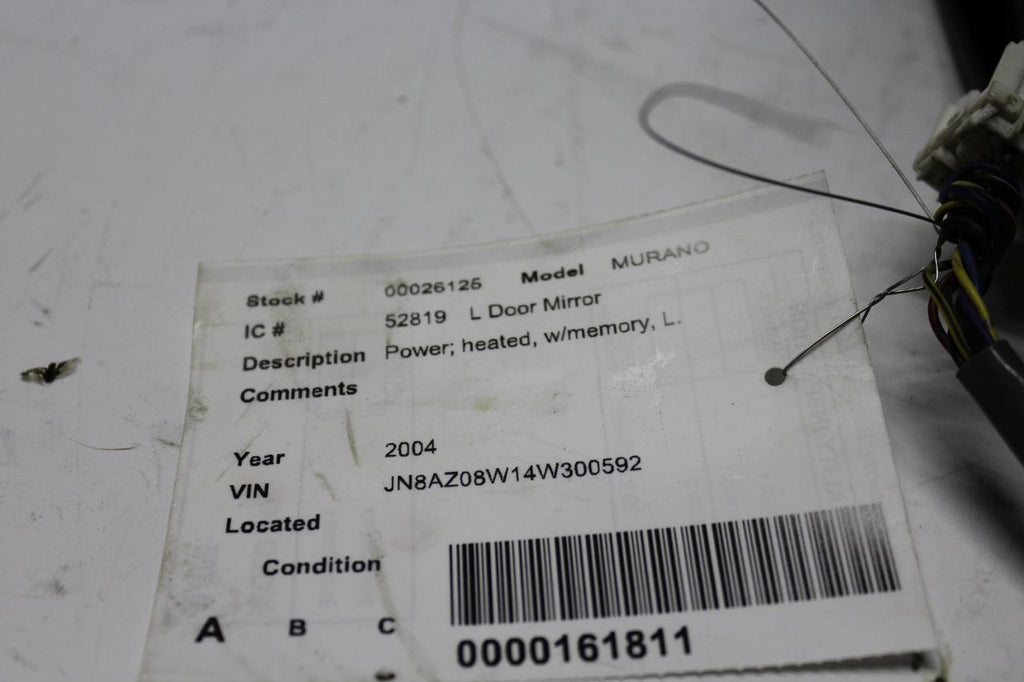 Stock # 00026125 Model MURANO
IC # 52819 L Door Mirror
Description Power; heated, w/memory, L.
Comments
Year 2004
VIN JN8AZ08W14W300592
Located
Condition
A B C
0000161811